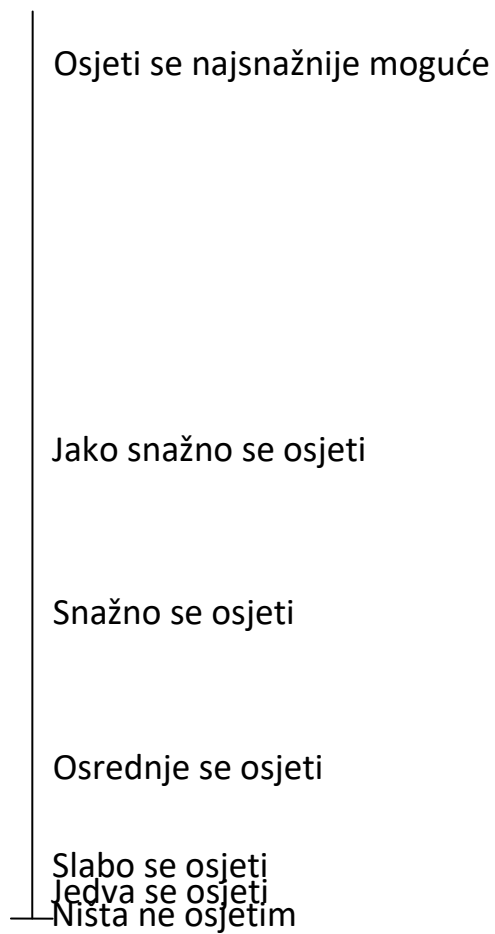 Osjeti se najsnažnije moguće
Jako snažno se osjeti
Snažno se osjeti
Osrednje se osjeti
Slabo se osjeti
Jedva se osjeti
Ništa ne osjetim